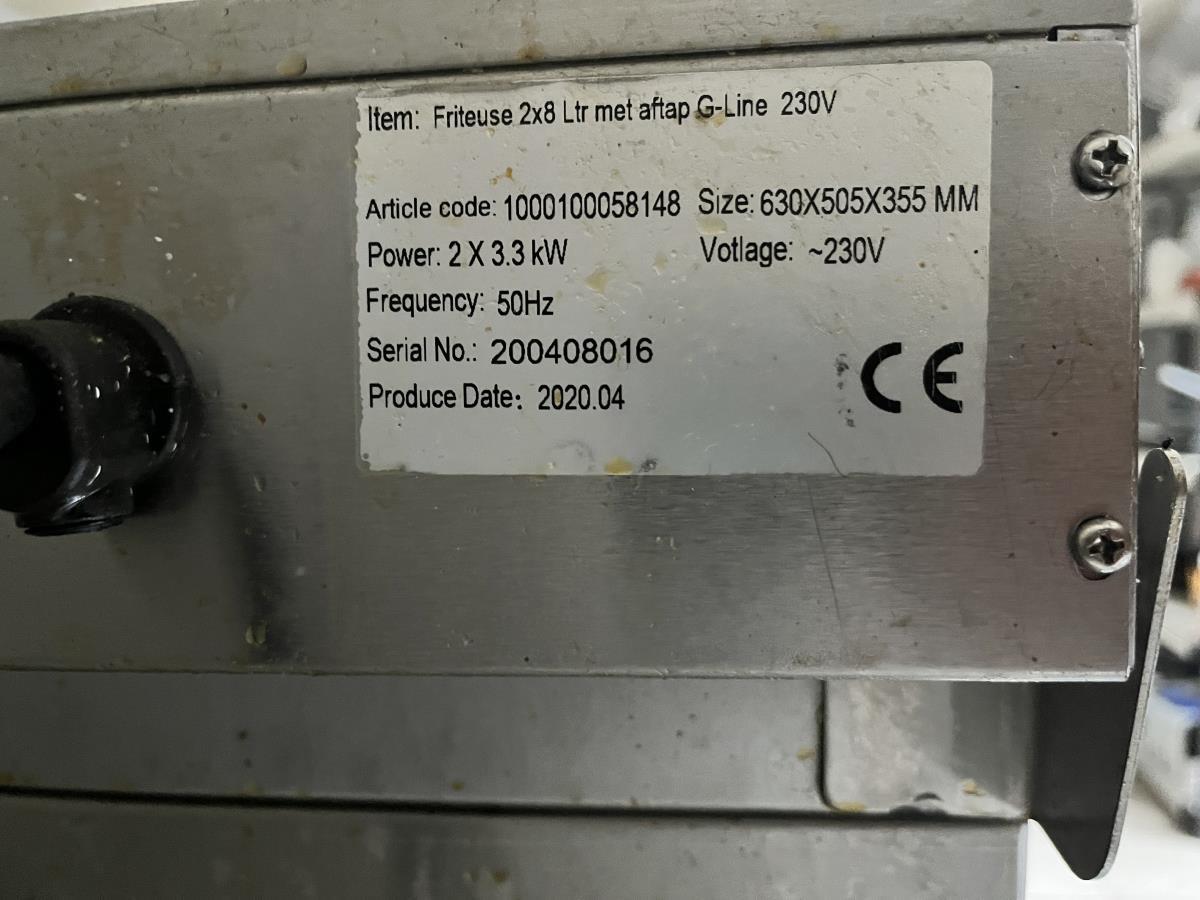 Item: Friteuse 2x8 Ltr met aftap G-Line 230V
Article code: 1000100058148 Size: 630X505X355 MM
Power: 2 X 3.3 kW Votlage: ~230V
Frequency: 50Hz
Serial No.: 200408016
Produce Date: 2020.04
CE